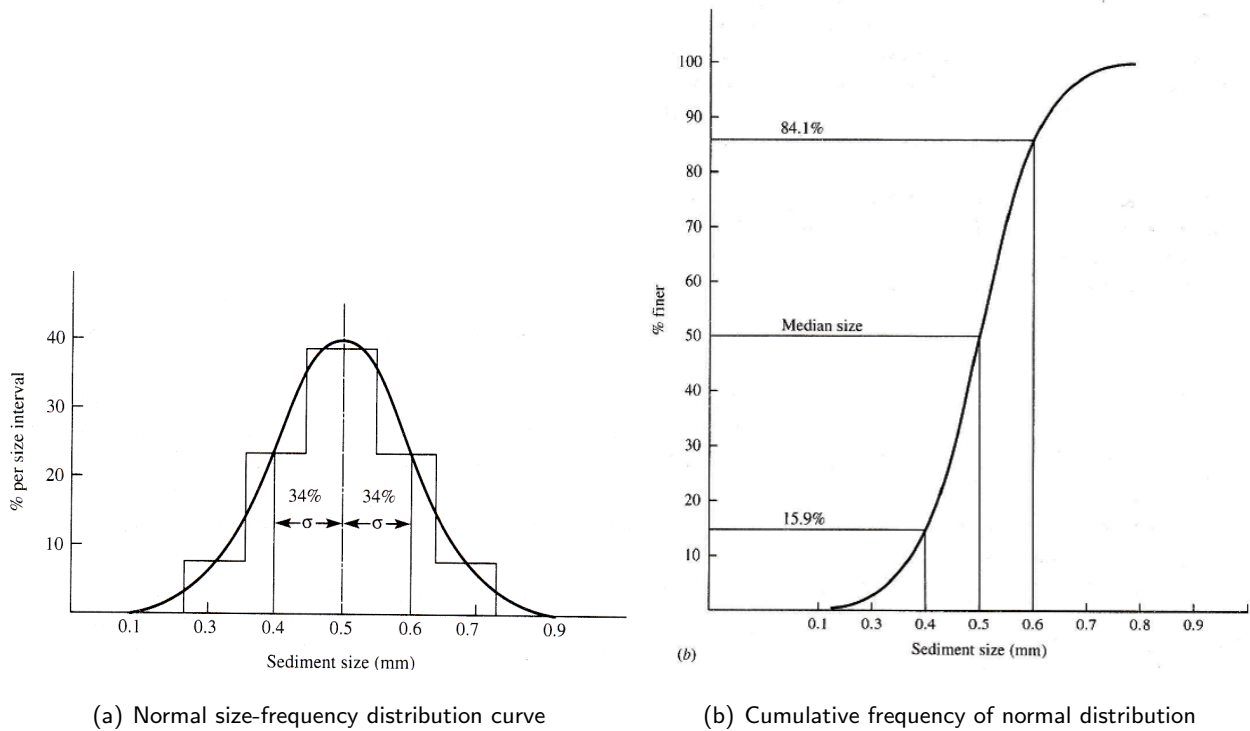 40
30
20
10
% per size interval
34% 34%
σ σ
0.1 0.3 0.4 0.5 0.6 0.7 0.9
Sediment size (mm)
(a) Normal size-frequency distribution curve
100
90
80
70
60
50
40
30
20
10
% finer
84.1%
Median size
15.9%
0.1 0.3 0.4 0.5 0.6 0.7 0.8 0.9
Sediment size (mm)
(b)
(b) Cumulative frequency of normal distribution